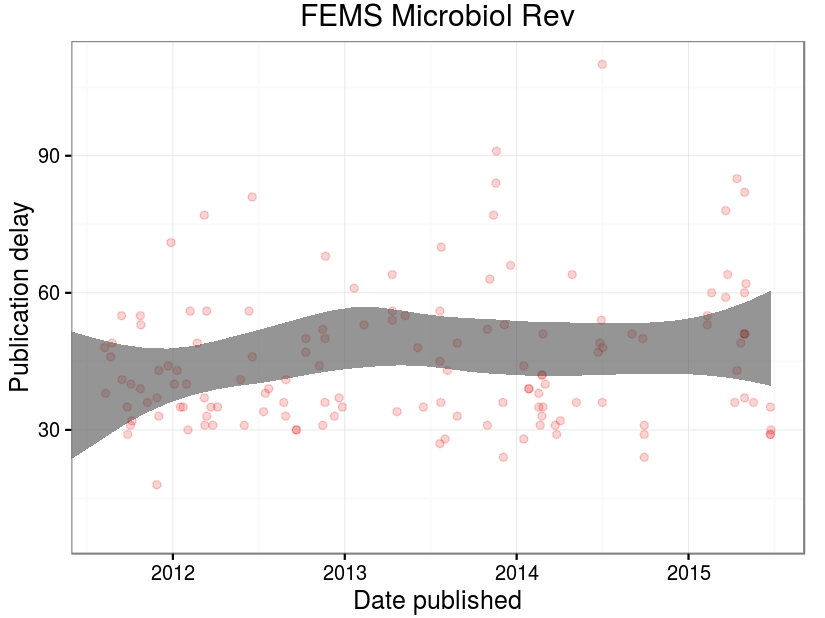 FEMS Microbiol Rev
Publication delay
90
60
30
2012 2013 2014 2015
Date published